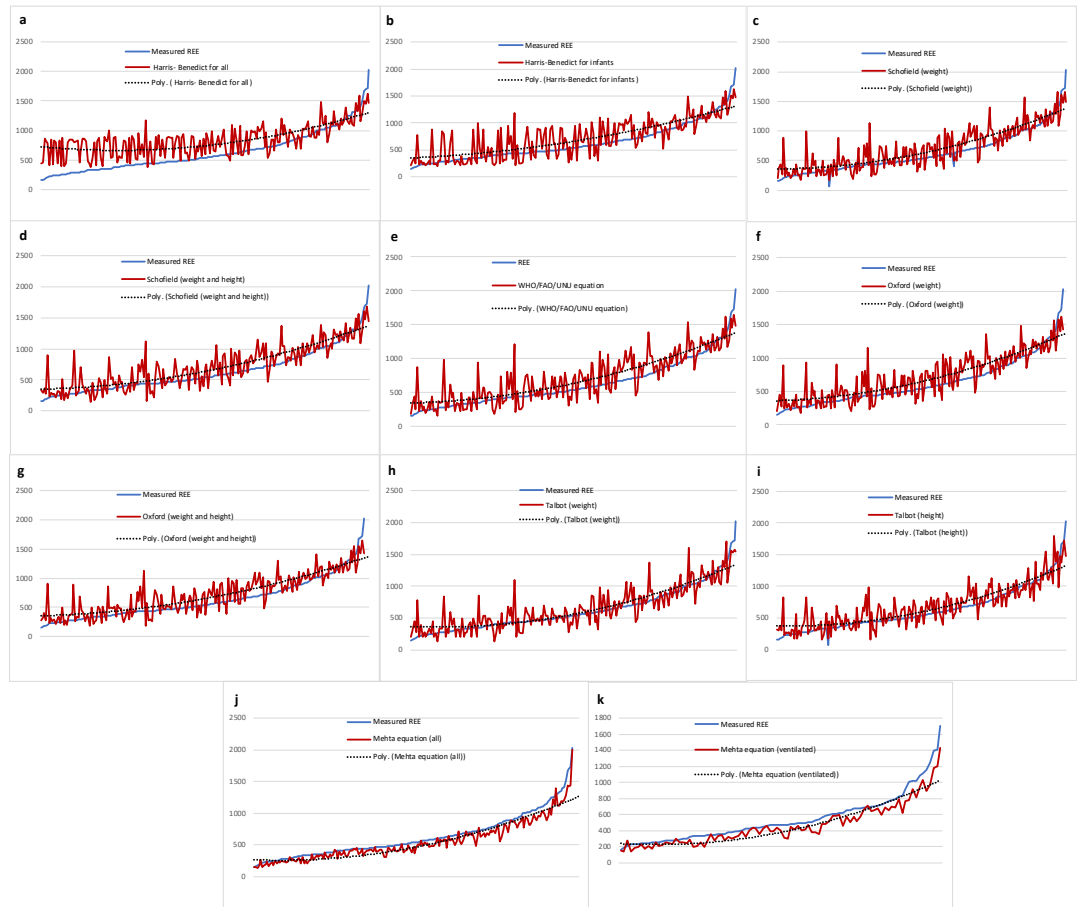 a
Measured REE
Harris- Benedict for all
Poly. ( Harris- Benedict for all )
2500
2000
1500
1000
500
0
b
Measured REE
Harris-Benedict for infants
Poly. (Harris-Benedict for infants )
2500
2000
1500
1000
500
0
c
Measured REE
Schofield (weight)
Poly. (Schofield (weight))
2500
2000
1500
1000
500
0
d
Measured REE
Schofield (weight and height)
Poly. (Schofield (weight and height))
2500
2000
1500
1000
500
0
e
REE
WHO/FAO/UNU equation
Poly. (WHO/FAO/UNU equation)
2500
2000
1500
1000
500
0
f
Measured REE
Oxford (weight)
Poly. (Oxford (weight))
2500
2000
1500
1000
500
0
g
Measured REE
Oxford (weight and height)
Poly. (Oxford (weight and height))
2500
2000
1500
1000
500
0
h
Measured REE
Talbot (weight)
Poly. (Talbot (weight))
2500
2000
1500
1000
500
0
i
Measured REE
Talbot (height)
Poly. (Talbot (height))
2500
2000
1500
1000
500
0
j
Measured REE
Mehta equation (all)
Poly. (Mehta equation (all))
2500
2000
1500
1000
500
0
k
Measured REE
Mehta equation (ventilated)
Poly. (Mehta equation (ventilated))
1800
1600
1400
1200
1000
800
600
400
200
0